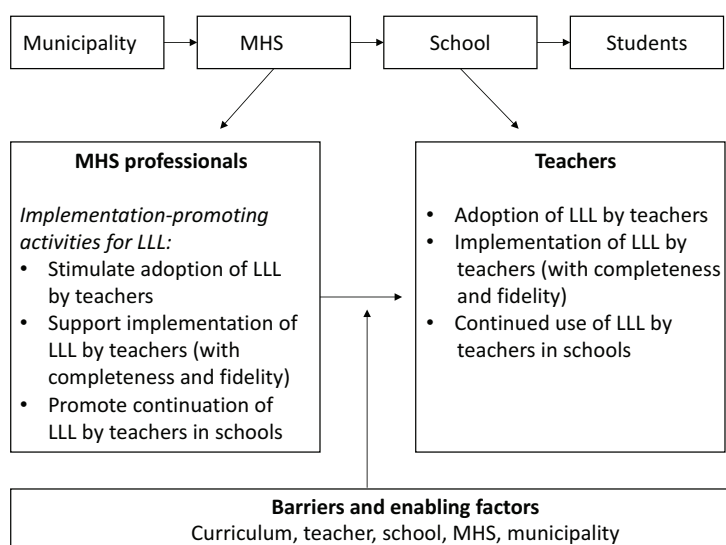 Municipality
MHS
School
Students
MHS professionals
Implementation-promoting
activities for LLL:
• Stimulate adoption of LLL
by teachers
• Support implementation of
LLL by teachers (with
completeness and fidelity)
• Promote continuation of
LLL by teachers in schools
Teachers
• Adoption of LLL by teachers
• Implementation of LLL by
teachers (with completeness
and fidelity)
• Continued use of LLL by
teachers in schools
Barriers and enabling factors
Curriculum, teacher, school, MHS, municipality